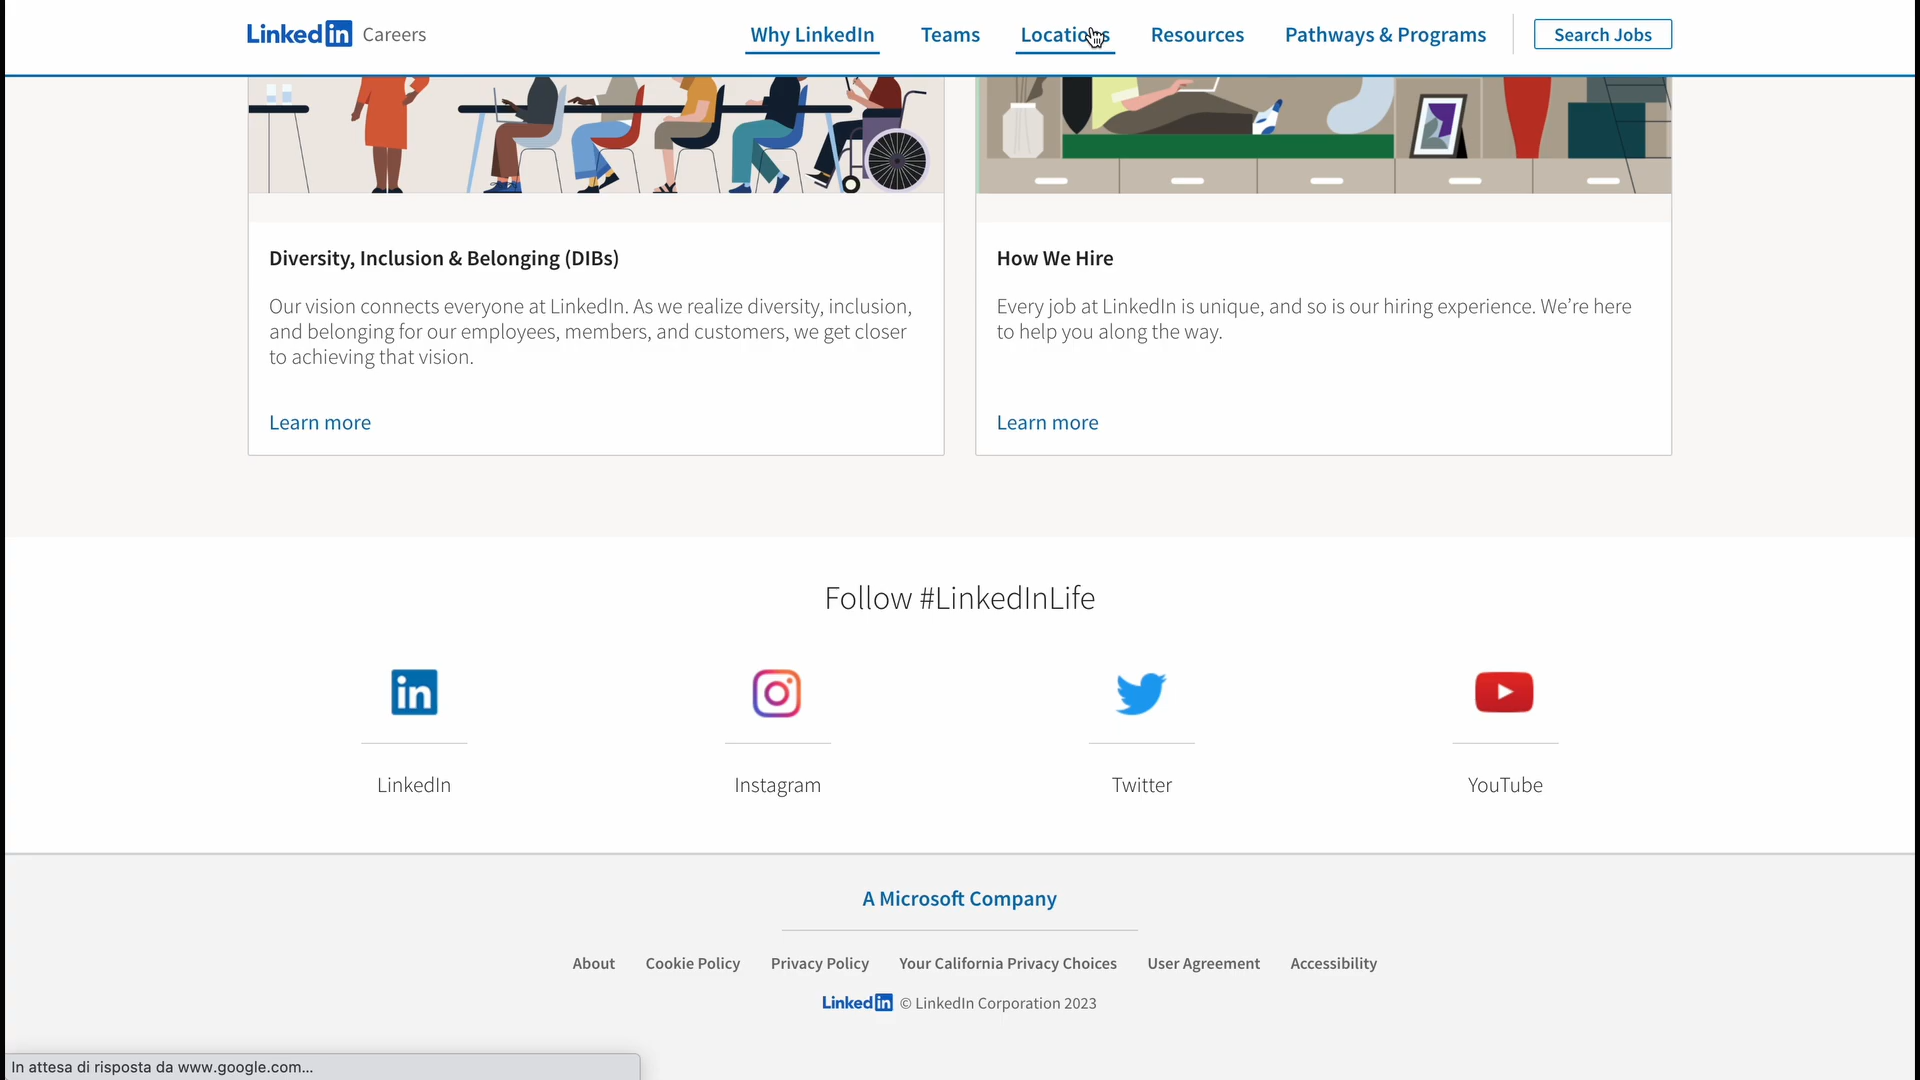 LinkedIn Careers
Why LinkedIn
Teams
Locations
Resources
Pathways & Programs
Search Jobs
Diversity, Inclusion & Belonging (DIBs)
Our vision connects everyone at LinkedIn. As we realize diversity, inclusion,
and belonging for our employees, members, and customers, we get closer
to achieving that vision.
Learn more
How We Hire
Every job at LinkedIn is unique, and so is our hiring experience. We’re here
to help you along the way.
Learn more
Follow #LinkedInLife
in
LinkedIn
Instagram
Twitter
YouTube
A Microsoft Company
About
Cookie Policy
Privacy Policy
Your California Privacy Choices
User Agreement
Accessibility
LinkedIn © LinkedIn Corporation 2023
In attesa di risposta da www.google.com...